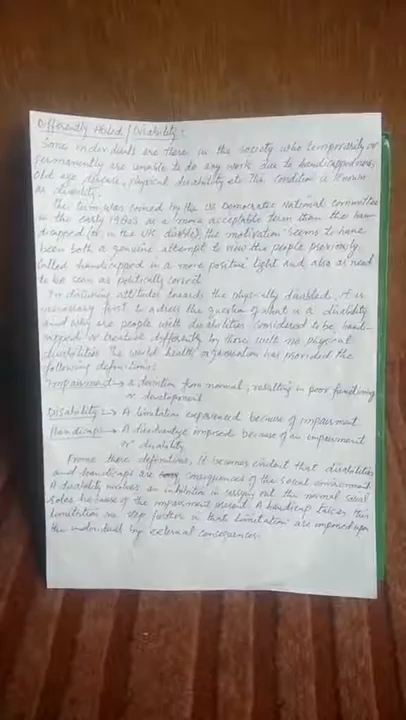 Differently Abled / Disability:
Some individuals are there in the society who temporarily or
permanently are unable to do any work due to handicappedness,
Old age disease, physical disability etc. This condition is known
as disability.
The term was coined by the US Democratic National committee
in the early 1980s as a more acceptable term than the han-
dicapped (or in the UK disable), the motivation seems to have
been both a genuine attempt to view the people previously
called handicapped in a more positive light and also a need
to be seen as politically correct
In discussing attitudes towards the physically disabled, it is
necessary first to adress the question of what is a disability
and why are people with disabilities considered to be handi-
capped or treated differently by those with no physical
disabilities. The world health organisation has provided the
following definitions:
Impairment → a deviation from normal, resulting in poor functioning
or development
Disability → A limitation experienced because of impairment
Handicap → A disadvantage imposed because of an impairment
or disability
From these definitions, It becomes evident that disabilities
and handicaps are consequences of the social environment.
A disability involves an inhibition in carrying out the normal social
roles because of the impairment present. A handicap takes this
limitation a step further in that limitation are imposed upon
the individual by external consequences.